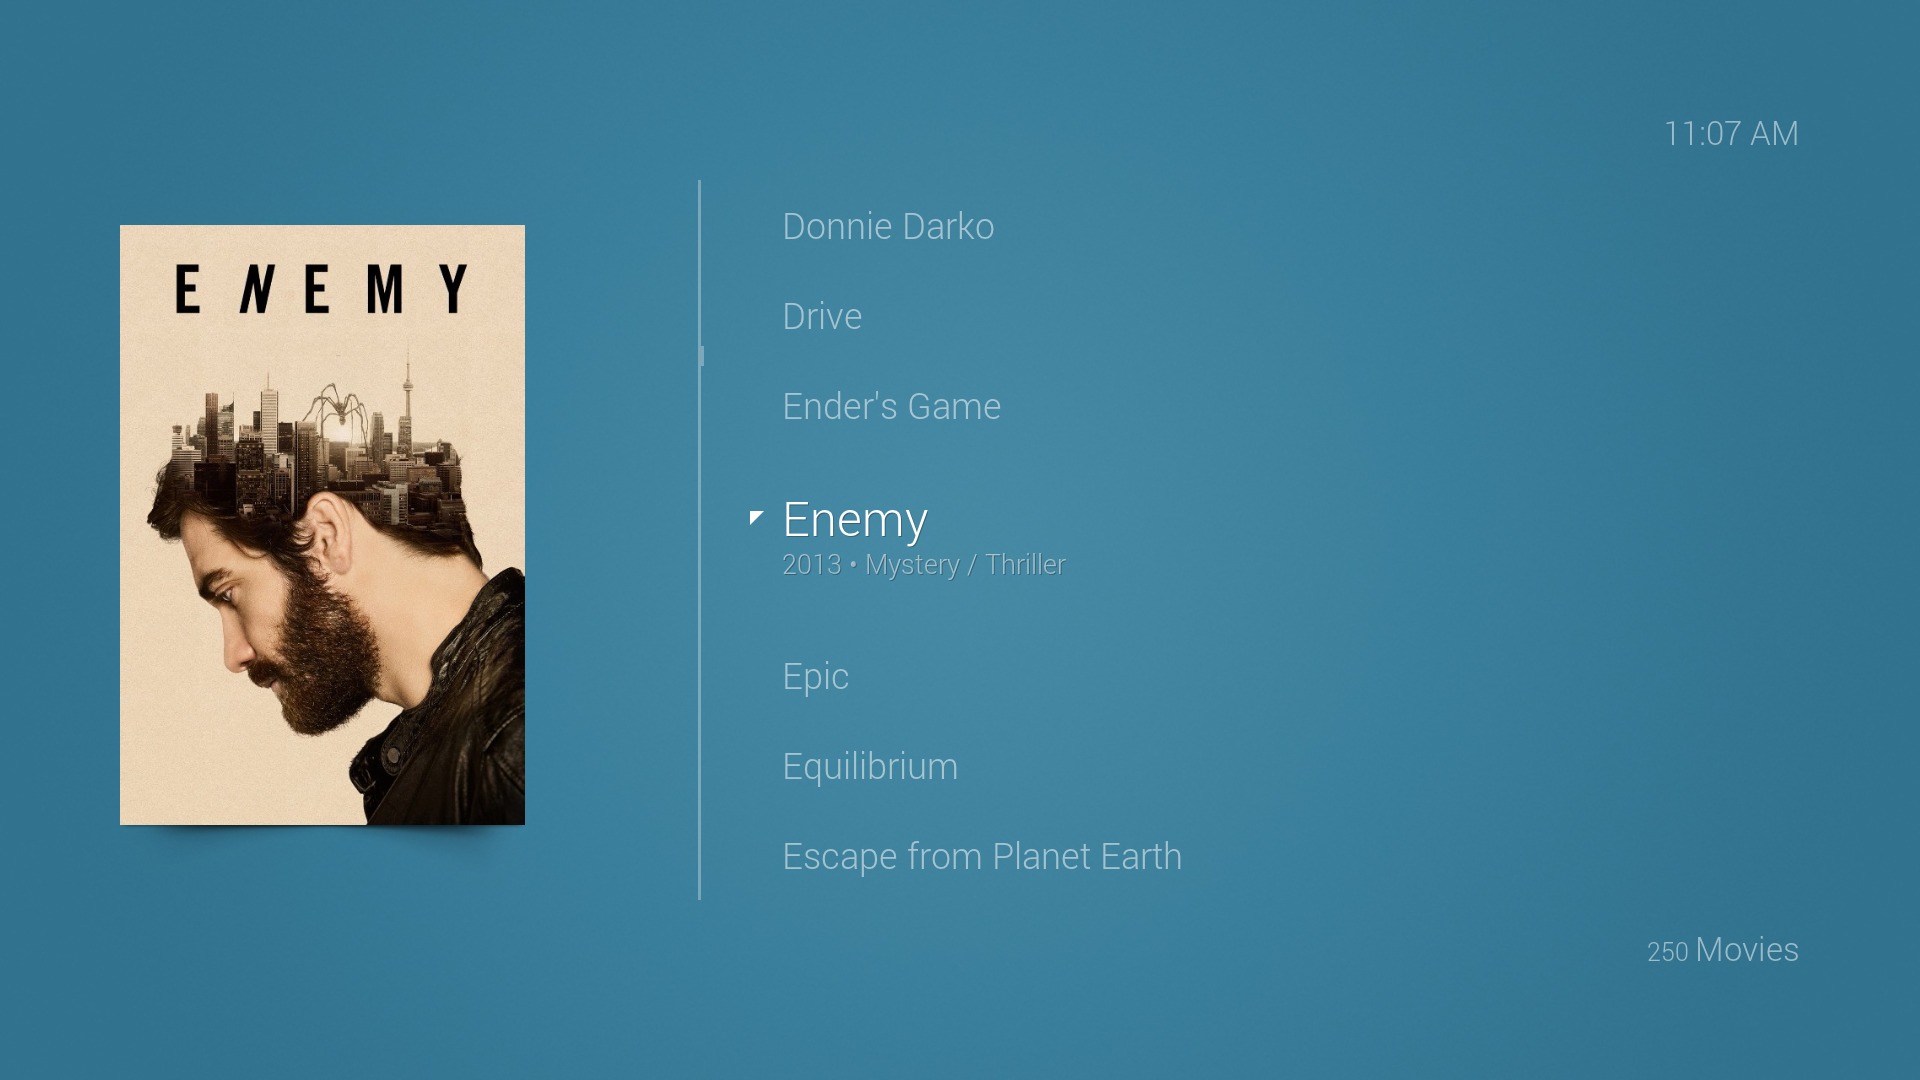 11:07 AM
ENEMY
Donnie Darko
Drive
Ender's Game
Enemy
2013 • Mystery / Thriller
Epic
Equilibrium
Escape from Planet Earth
250 Movies